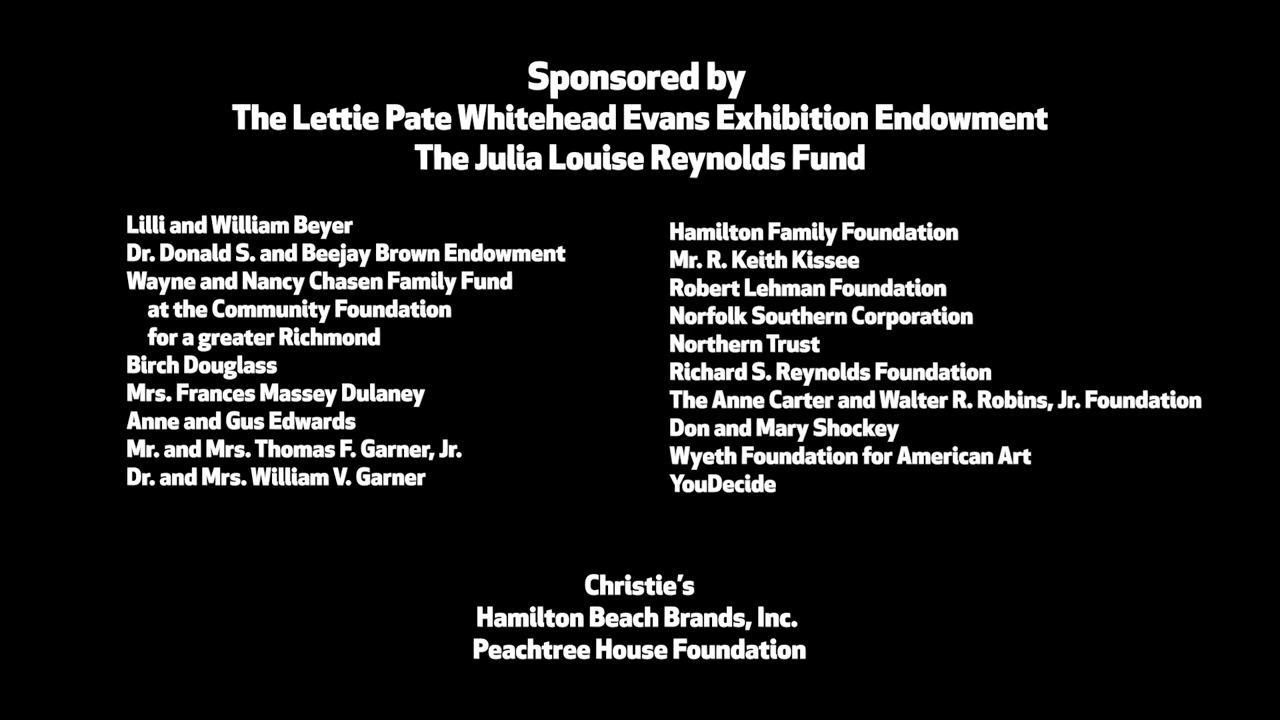 Sponsored by
The Lettie Pate Whitehead Evans Exhibition Endowment
The Julia Louise Reynolds Fund
Lilli and William Beyer
Dr. Donald S. and Beejay Brown Endowment
Wayne and Nancy Chasen Family Fund
at the Community Foundation
for a greater Richmond
Birch Douglass
Mrs. Frances Massey Dulaney
Anne and Gus Edwards
Mr. and Mrs. Thomas F. Garner, Jr.
Dr. and Mrs. William V. Garner
Hamilton Family Foundation
Mr. R. Keith Kissee
Robert Lehman Foundation
Norfolk Southern Corporation
Northern Trust
Richard S. Reynolds Foundation
The Anne Carter and Walter R. Robins, Jr. Foundation
Don and Mary Shockey
Wyeth Foundation for American Art
YouDecide
Christie’s
Hamilton Beach Brands, Inc.
Peachtree House Foundation